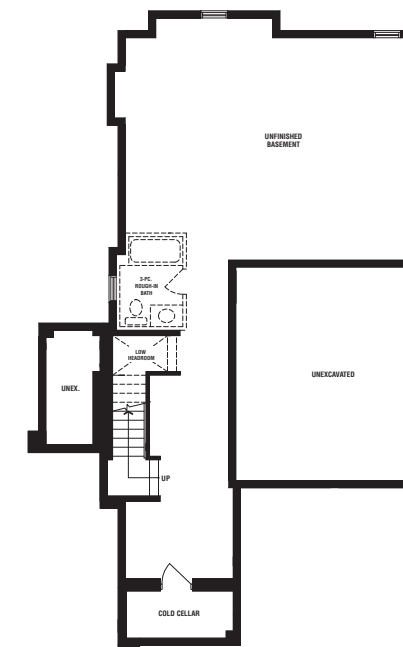 UNFINISHED
BASEMENT
3-PC.
ROUGH-IN
BATH
LOW
HEADROOM
UNEX.
UNEXCAVATED
UP
COLD CELLAR